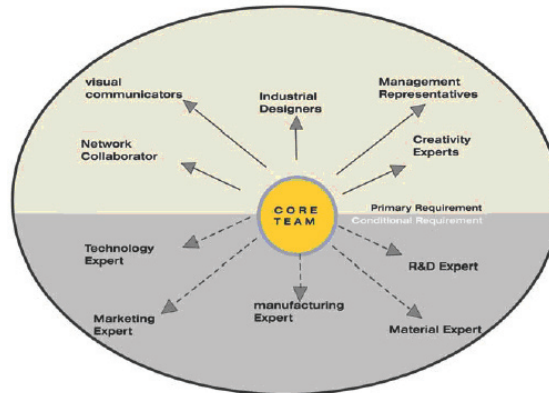 visual
communicators
Industrial
Designers
Management
Representatives
Network
Collaborator
Creativity
Experts
CORE
TEAM
Primary Requirement
Conditional Requirement
Technology
Expert
R&D Expert
Marketing
Expert
manufacturing
Expert
Material Expert